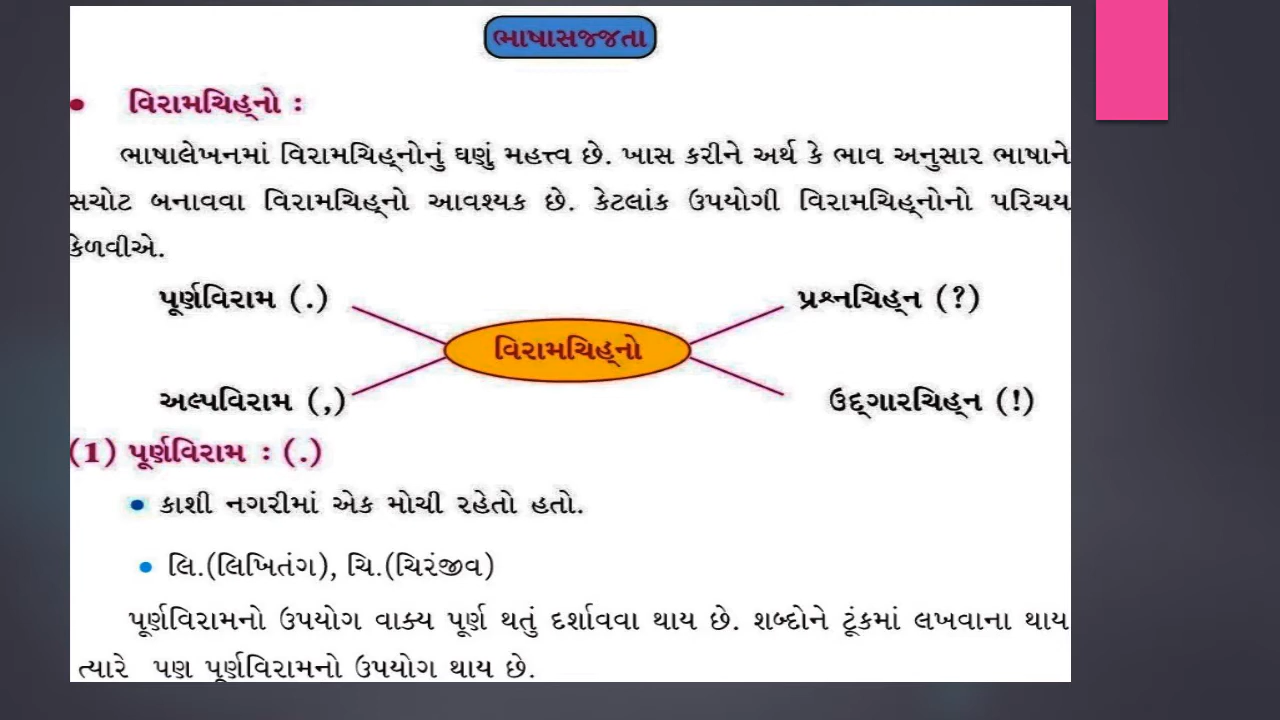 ભાષાસજ્જતા
• વિરામચિહ્નો :
ભાષાલેખનમાં વિરામચિહ્નોનું ઘણું મહત્ત્વ છે. ખાસ કરીને અર્થ કે ભાવ અનુસાર ભાષાને
સચોટ બનાવવા વિરામચિહ્નો આવશ્યક છે. કેટલાંક ઉપયોગી વિરામચિહ્નોનો પરિચય
કેળવીએ.
પૂર્ણવિરામ (.) પ્રશ્નચિહ્ન (?)
વિરામચિહ્નો
અલ્પવિરામ (,) ઉદ્‌ગારચિહ્ન (!)
(1) પૂર્ણવિરામ : (.)
• કાશી નગરીમાં એક મોચી રહેતો હતો.
• લિ.(લિખિતંગ), ચિ.(ચિરંજીવ)
પૂર્ણવિરામનો ઉપયોગ વાક્ય પૂર્ણ થતું દર્શાવવા થાય છે. શબ્દોને ટૂંકમાં લખવાના થાય
ત્યારે પણ પૂર્ણવિરામનો ઉપયોગ થાય છે.